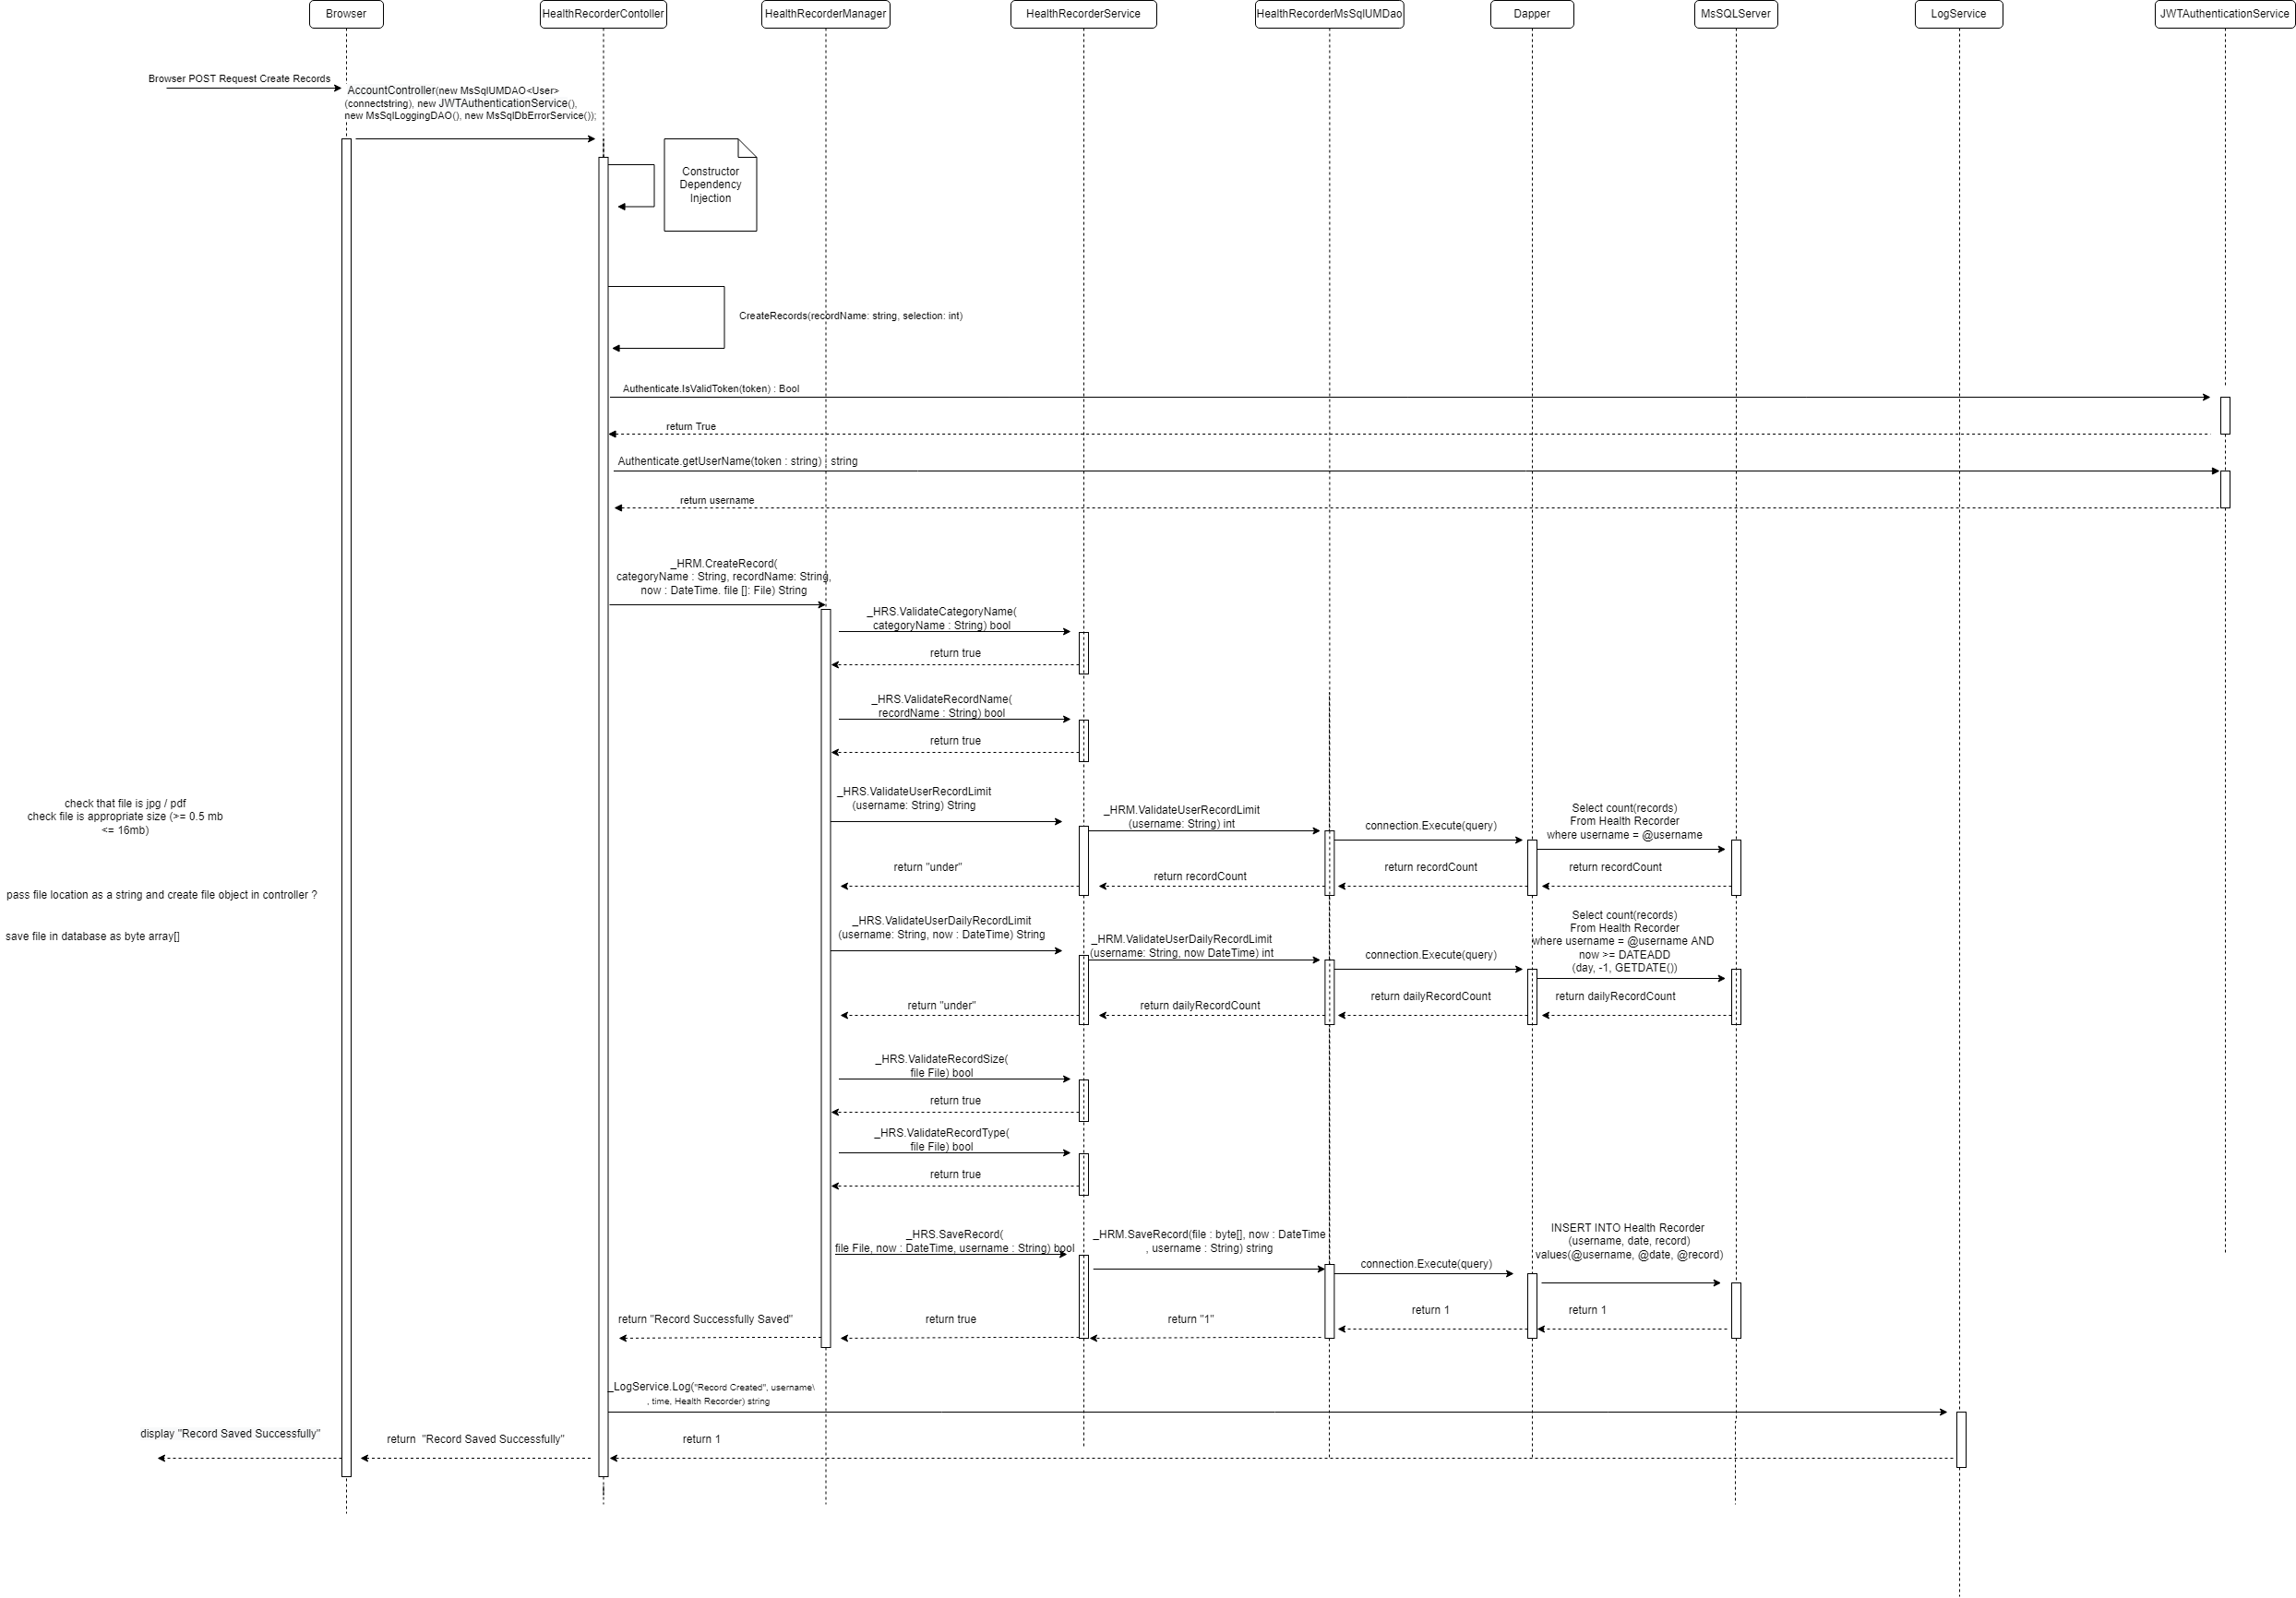 Browser
HealthRecorderContoller
HealthRecorderManager
HealthRecorderService
HealthRecorderMsSqlUMDao
Dapper
MsSQLServer
LogService
JWTAuthenticationService
Browser POST Request Create Records
AccountController(new MsSqlUMDAO<User>
(connectstring), new JWTAuthenticationService(),
new MsSqlLoggingDAO(), new MsSqlDbErrorService());
Constructor
Dependency
Injection
CreateRecords(recordName: string, selection: int)
Authenticate.IsValidToken(token) : Bool
return True
Authenticate.getUserName(token : string) : string
return username
_HRM.CreateRecord(
categoryName : String, recordName: String,
now : DateTime. file []: File) String
_HRS.ValidateCategoryName(
categoryName : String) bool
return true
_HRS.ValidateRecordName(
recordName : String) bool
return true
check that file is jpg / pdf
check file is appropriate size (>= 0.5 mb
<= 16mb)
_HRS.ValidateUserRecordLimit
(username: String) String
_HRM.ValidateUserRecordLimit
(username: String) int
connection.Execute(query)
Select count(records)
From Health Recorder
where username = @username
return "under"
return recordCount
return recordCount
return recordCount
pass file location as a string and create file object in controller ?
save file in database as byte array[]
_HRS.ValidateUserDailyRecordLimit
(username: String, now : DateTime) String
_HRM.ValidateUserDailyRecordLimit
(username: String, now DateTime) int
connection.Execute(query)
Select count(records)
From Health Recorder
where username = @username AND
now >= DATEADD
(day, -1, GETDATE())
return "under"
return dailyRecordCount
return dailyRecordCount
return dailyRecordCount
_HRS.ValidateRecordSize(
file File) bool
return true
_HRS.ValidateRecordType(
file File) bool
return true
_HRS.SaveRecord(
file File, now : DateTime, username : String) bool
_HRM.SaveRecord(file : byte[], now : DateTime
, username : String) string
connection.Execute(query)
INSERT INTO Health Recorder
(username, date, record)
values(@username, @date, @record)
return "Record Successfully Saved"
return true
return "1"
return 1
return 1
_LogService.Log("Record Created", username\
, time, Health Recorder) string
display "Record Saved Successfully"
return "Record Saved Successfully"
return 1